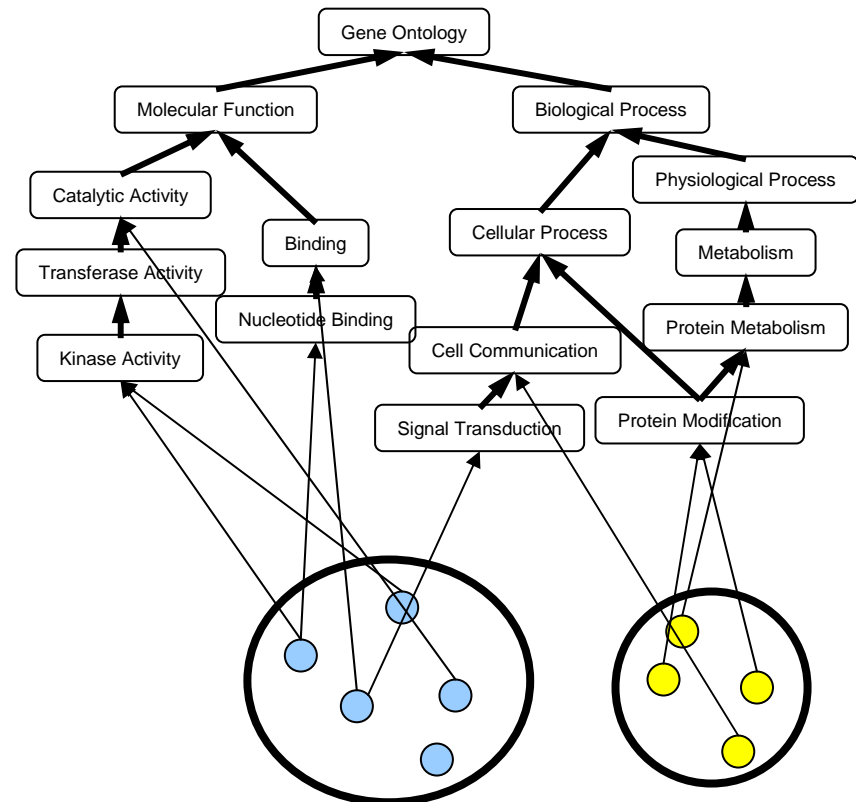 Gene Ontology
Molecular Function
Biological Process
Catalytic Activity
Physiological Process
Binding
Cellular Process
Metabolism
Transferase Activity
Nucleotide Binding
Protein Metabolism
Kinase Activity
Cell Communication
Signal Transduction
Protein Modification